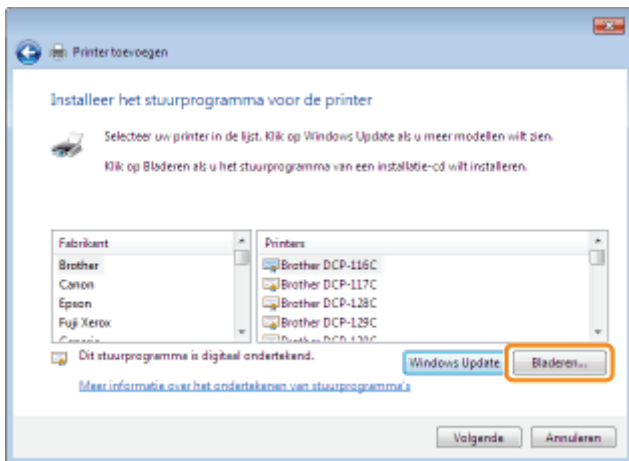 Printer toevoegen
Installeer het stuurprogramma voor de printer
Selecteer uw printer in de lijst. Klik op Windows Update als u meer modellen wilt zien.
Klik op Bladeren als u het stuurprogramma van een installatie-cd wilt installeren.
Fabrikant
Brother
Canon
Epson
Fuji Xerox
Printers
Brother DCP-116C
Brother DCP-117C
Brother DCP-128C
Brother DCP-129C
Dit stuurprogramma is digitaal ondertekend.
Windows Update
Bladeren...
Meer informatie over het ondertekenen van stuurprogramma's
Volgende
Annuleren